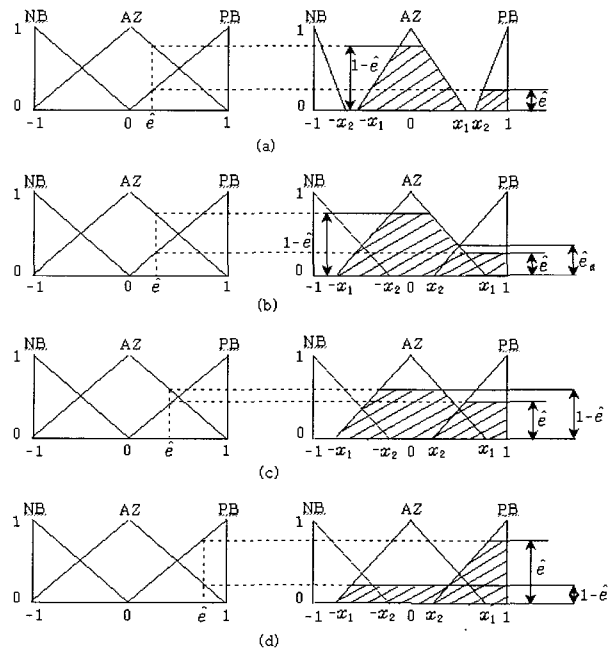 NB AZ PB NB AZ PB
1 1
1-ê ê
0 0
-1 0 ê 1 -x₂ -x₁ 0 x₁ x₂ 1
(a)
NB AZ PB NB AZ PB
1 1
1-ê ê êₐ
0 0
-1 ê 0 1 -1 -x₁ -x₂ 0 x₂ x₁ 1
(b)
NB AZ PB NB AZ PB
1 1
ê 1-ê
0 0
-1 0 ê 1 -1 -x₁ -x₂ 0 x₂ x₁ 1
(c)
NB AZ PB NB AZ PB
1 1
ê 1-ê
0 0
-1 0 ê 1 -1 -x₁ -x₂ 0 x₂ x₁ 1
(d)